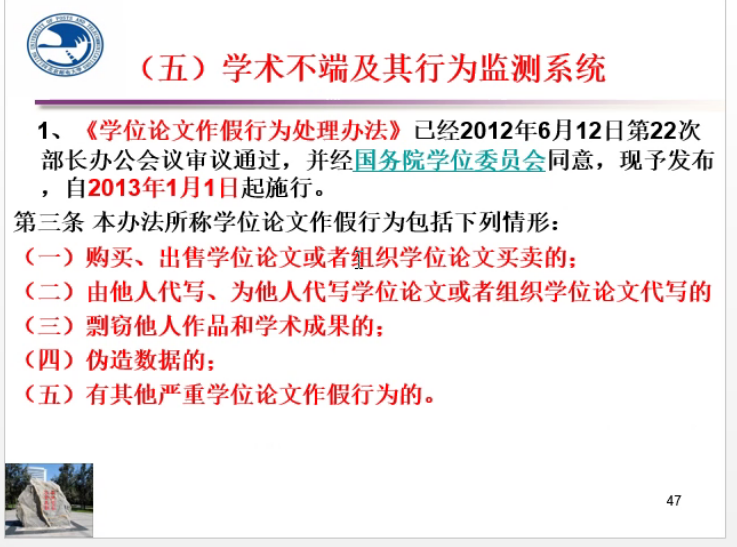 （五）学术不端及其行为监测系统
1、《学位论文作假行为处理办法》已经2012年6月12日第22次
部长办公会议审议通过，并经国务院学位委员会同意，现予发布
，自2013年1月1日起施行。
第三条 本办法所称学位论文作假行为包括下列情形：
（一）购买、出售学位论文或者组织学位论文买卖的；
（二）由他人代写、为他人代写学位论文或者组织学位论文代写的
（三）剽窃他人作品和学术成果的；
（四）伪造数据的；
（五）有其他严重学位论文作假行为的。
47